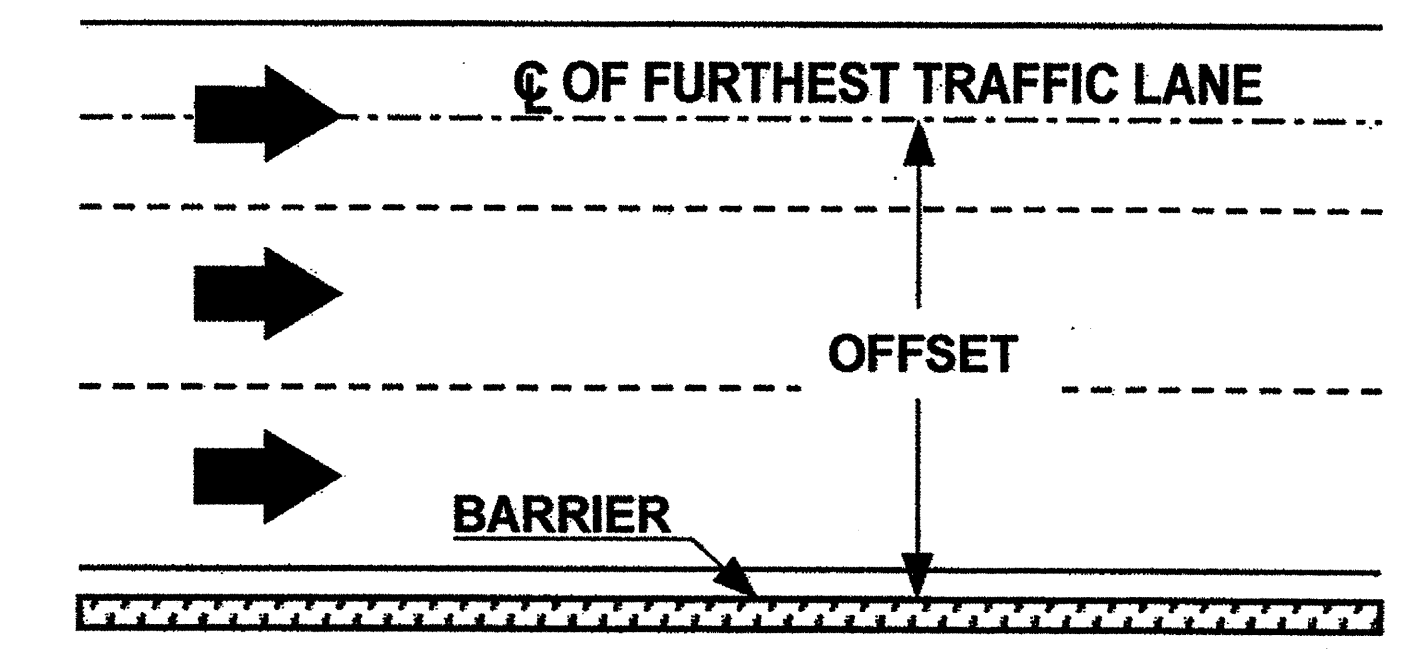 ℄ OF FURTHEST TRAFFIC LANE
OFFSET
BARRIER